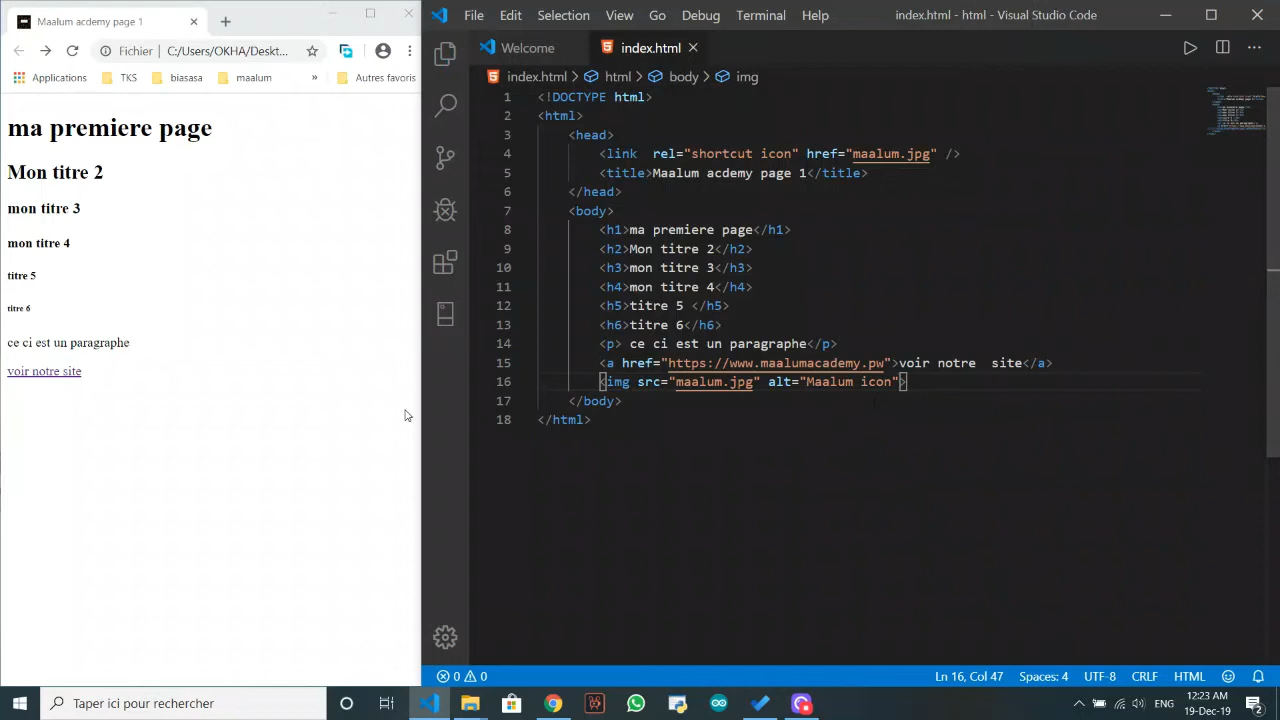 Maalum acdemy page 1
Fichier
C:/Users/OKHA/Deskt...
Applications
TKS
biasasa
maalum
»
Autres favoris
ma premiere page
Mon titre 2
mon titre 3
mon titre 4
titre 5
titre 6
ce ci est un paragraphe
voir notre site
File Edit Selection View Go Debug Terminal Help
index.html - html - Visual Studio Code
Welcome
index.html
index.html > html > body > img
1 <!DOCTYPE html>
2 <html>
3 <head>
4 <link  rel="shortcut icon" href="maalum.jpg" />
5 <title>Maalum acdemy page 1</title>
6 </head>
7 <body>
8 <h1>ma premiere page</h1>
9 <h2>Mon titre 2</h2>
10 <h3>mon titre 3</h3>
11 <h4>mon titre 4</h4>
12 <h5>titre 5 </h5>
13 <h6>titre 6</h6>
14 <p> ce ci est un paragraphe</p>
15 <a href="https://www.maalumacademy.pw">voir notre  site</a>
16 <img src="maalum.jpg" alt="Maalum icon">
17 </body>
18 </html>
0 0
Ln 16, Col 47
Spaces: 4
UTF-8
CRLF
HTML
Taper ici pour rechercher
ENG
12:23 AM
19-Dec-19
2